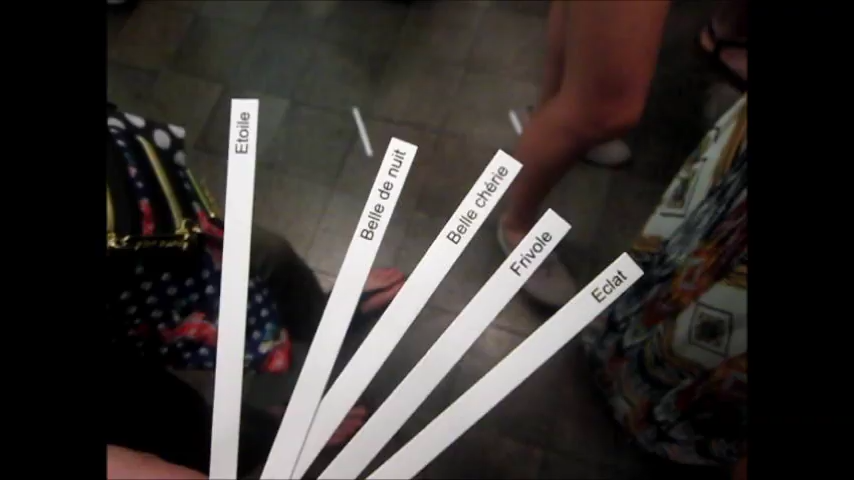 Etoile
Belle de nuit
Belle chérie
Frivole
Eclat